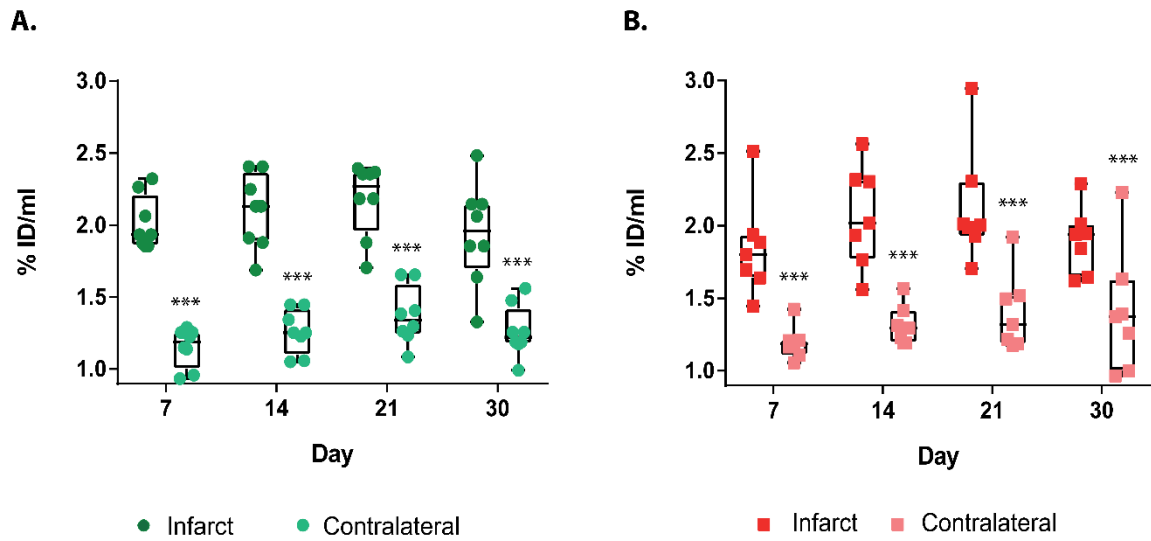 A.
3.0
2.5
2.0
1.5
1.0
% ID/ml
***
***
***
***
7 14 21 30
Day
Infarct Contralateral
B.
3.0
2.5
2.0
1.5
1.0
% ID/ml
***
***
***
***
7 14 21 30
Day
Infarct Contralateral